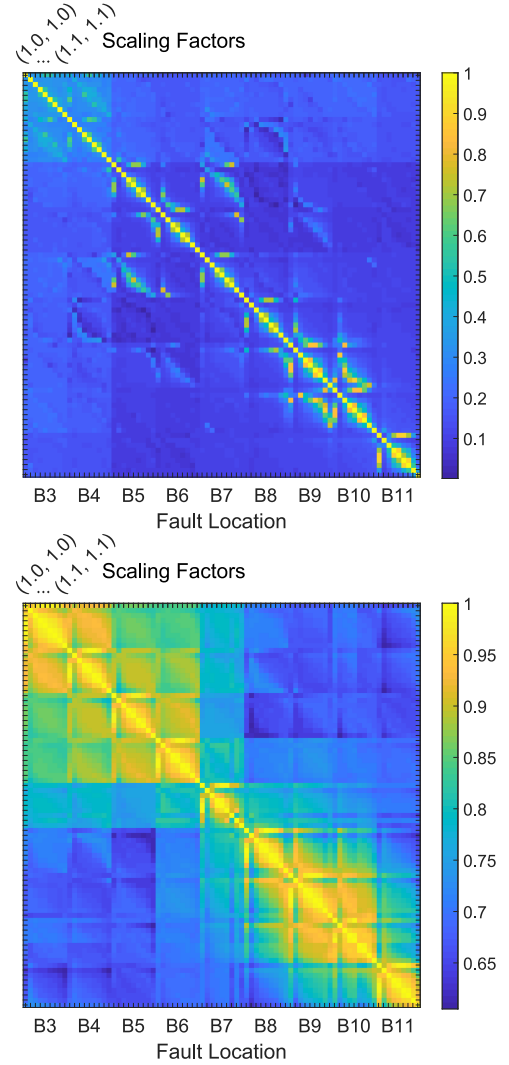 (1.0, 1.0)
... (1.1, 1.1)
Scaling Factors
1
0.9
0.8
0.7
0.6
0.5
0.4
0.3
0.2
0.1
B3 B4 B5 B6 B7 B8 B9 B10 B11
Fault Location
(1.0, 1.0)
... (1.1, 1.1)
Scaling Factors
1
0.95
0.9
0.85
0.8
0.75
0.7
0.65
B3 B4 B5 B6 B7 B8 B9 B10 B11
Fault Location